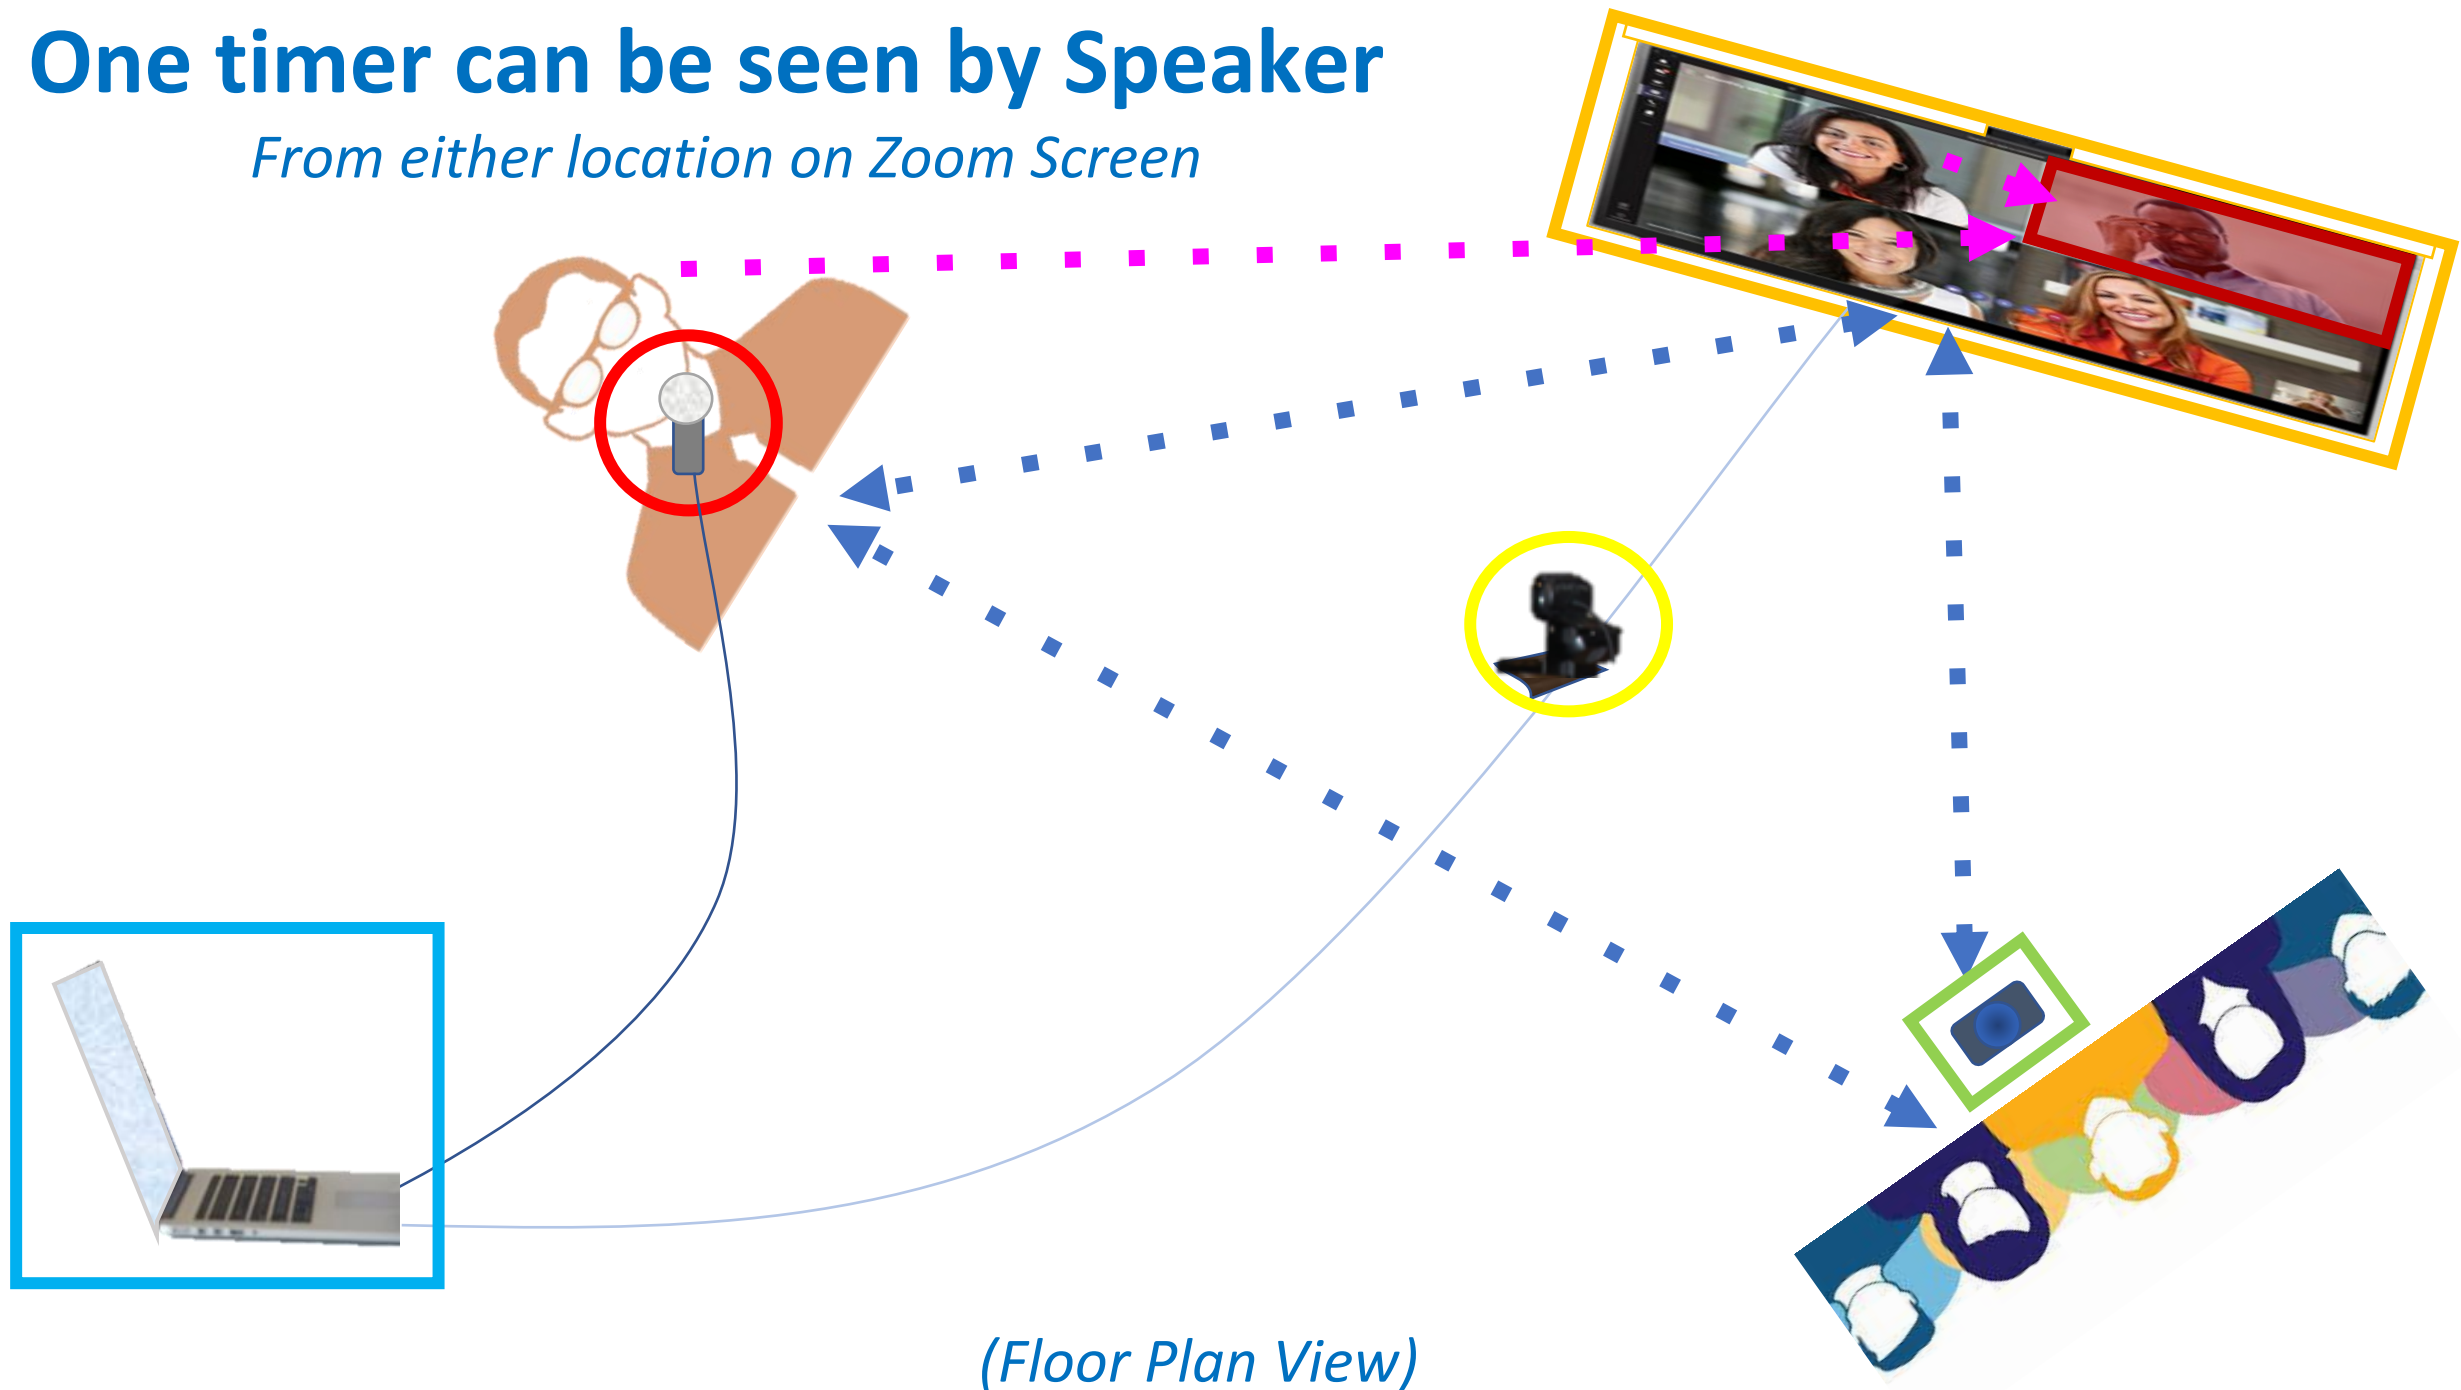 One timer can be seen by Speaker
From either location on Zoom Screen
(Floor Plan View)